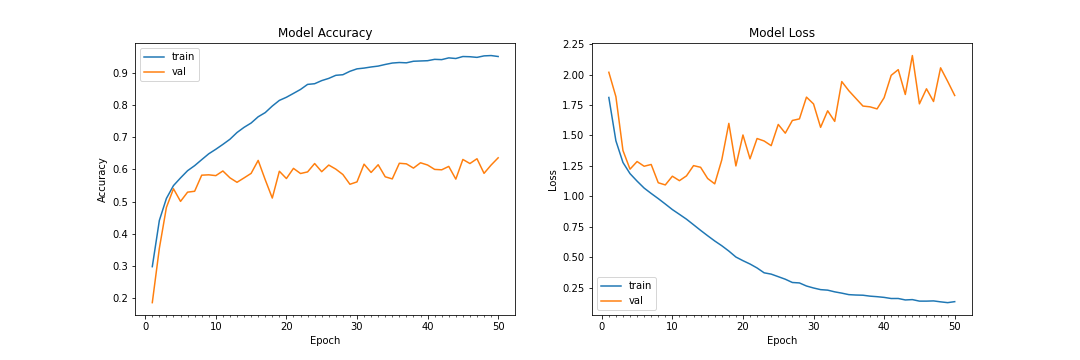 Model Accuracy
train
val
0.9
0.8
0.7
0.6
0.5
0.4
0.3
0.2
Accuracy
0 10 20 30 40 50
Epoch
Model Loss
2.25
2.00
1.75
1.50
1.25
1.00
0.75
0.50
0.25
Loss
train
val
0 10 20 30 40 50
Epoch